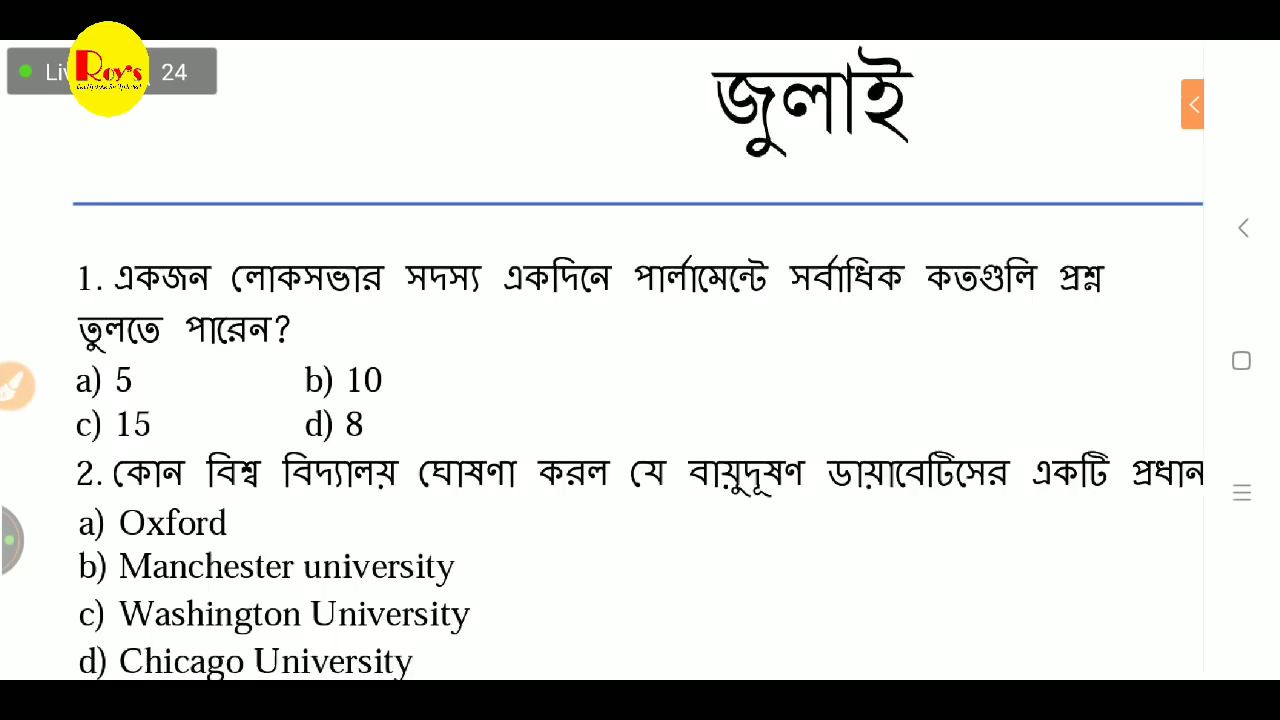 Liv 24
Roy's
জুলাই
1. একজন লোকসভার সদস্য একদিনে পার্লামেন্টে সর্বাধিক কতগুলি প্রশ্ন
তুলতে পারেন?
a) 5 b) 10
c) 15 d) 8
2. কোন বিশ্ব বিদ্যালয় ঘোষণা করল যে বায়ুদূষণ ডায়াবেটিসের একটি প্রধান
a) Oxford
b) Manchester university
c) Washington University
d) Chicago University